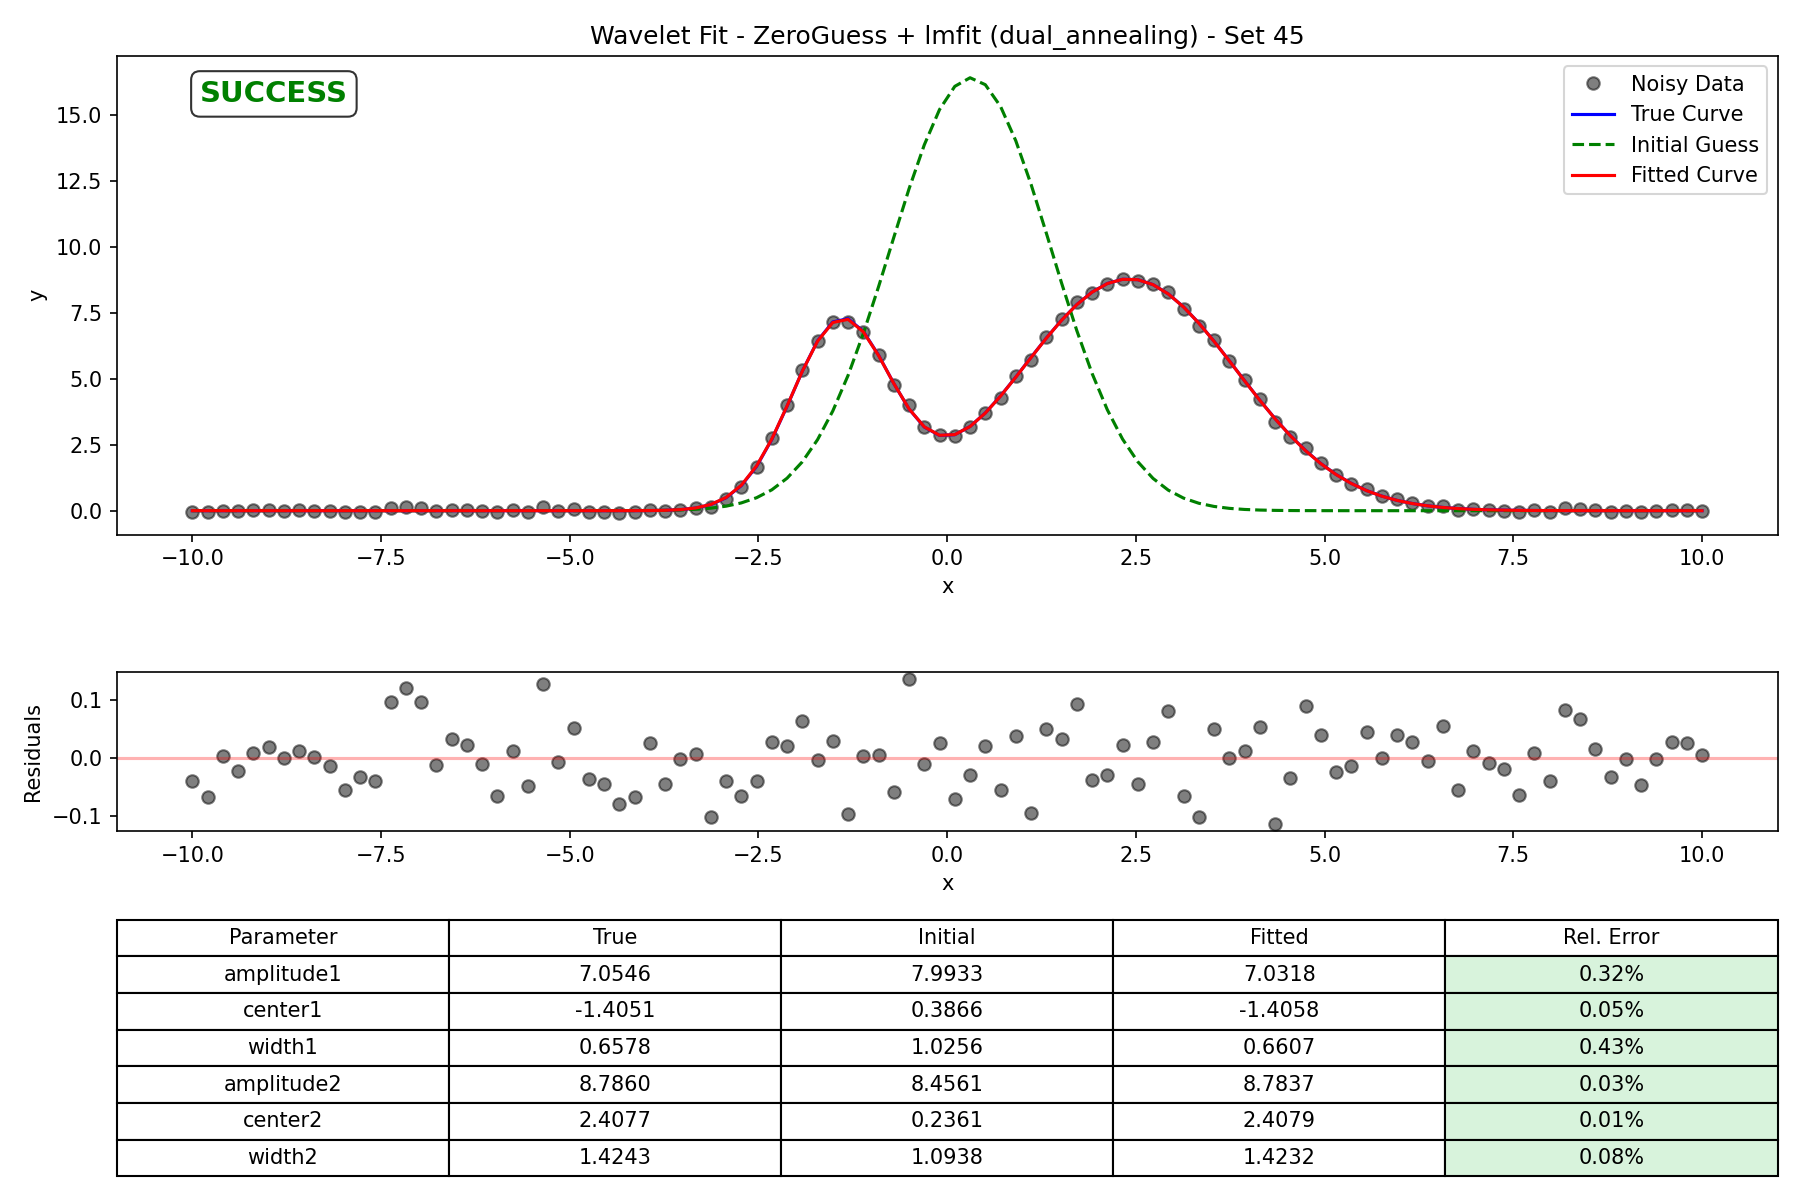 Wavelet Fit - ZeroGuess + lmfit (dual_annealing) - Set 45
SUCCESS
Noisy Data
True Curve
Initial Guess
Fitted Curve
15.0
12.5
10.0
7.5
5.0
2.5
0.0
y
−10.0 −7.5 −5.0 −2.5 0.0 2.5 5.0 7.5 10.0
x
0.1
0.0
−0.1
Residuals
−10.0 −7.5 −5.0 −2.5 0.0 2.5 5.0 7.5 10.0
x
Parameter True Initial Fitted Rel. Error
amplitude1 7.0546 7.9933 7.0318 0.32%
center1 -1.4051 0.3866 -1.4058 0.05%
width1 0.6578 1.0256 0.6607 0.43%
amplitude2 8.7860 8.4561 8.7837 0.03%
center2 2.4077 0.2361 2.4079 0.01%
width2 1.4243 1.0938 1.4232 0.08%